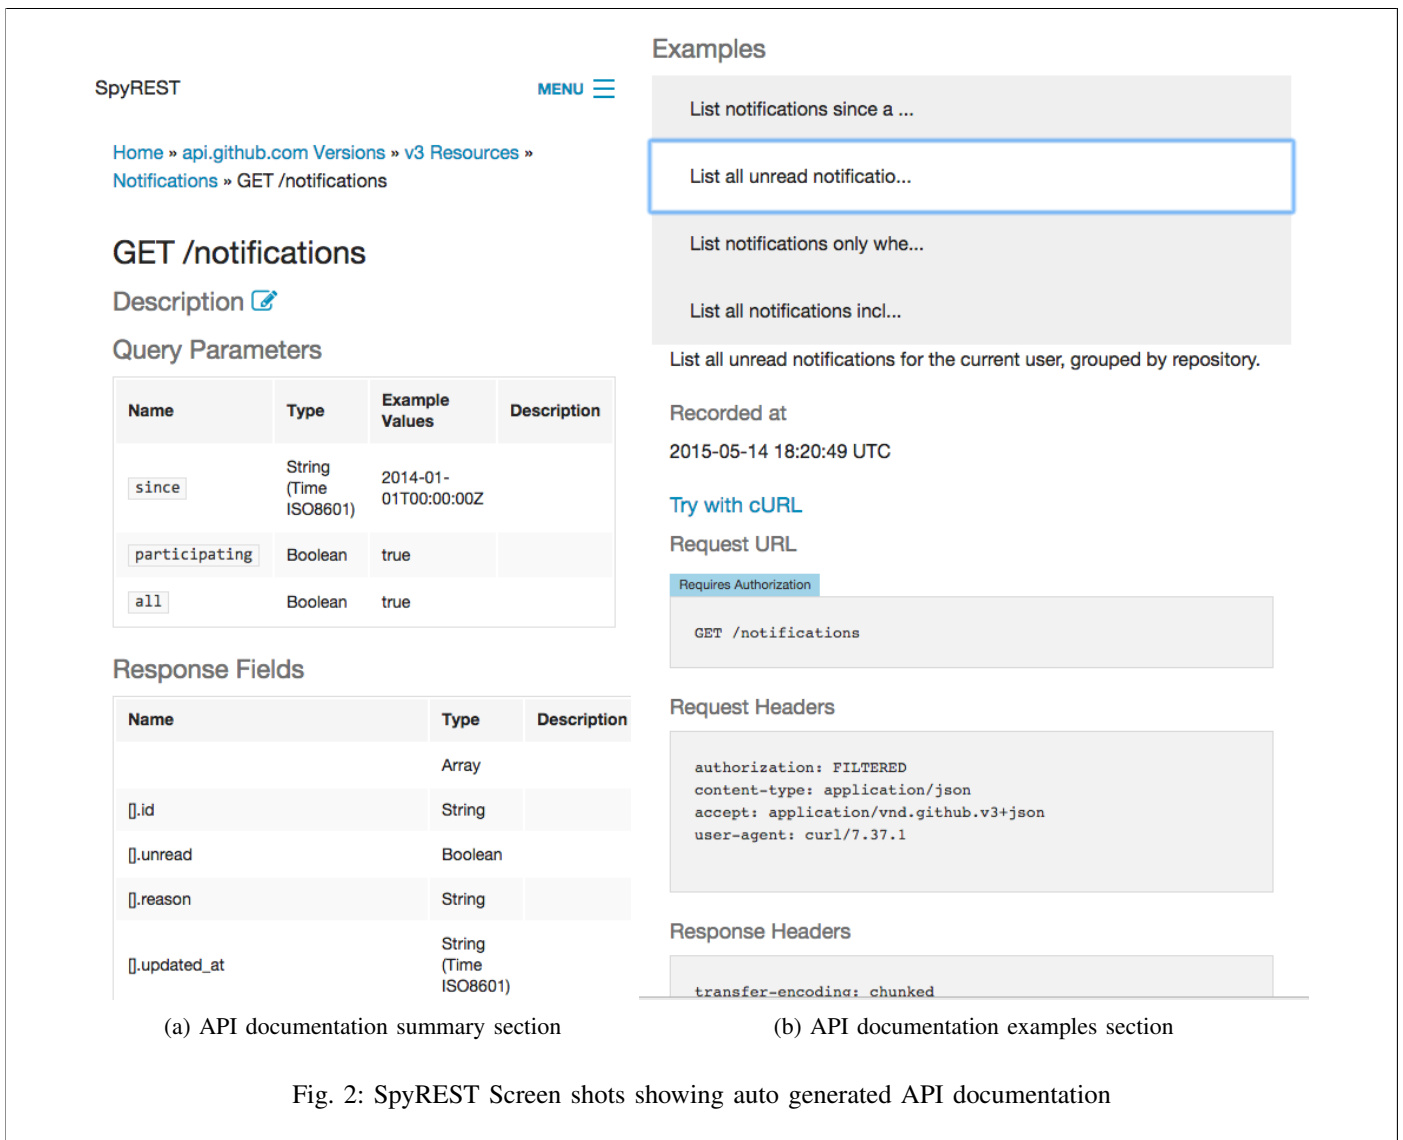 SpyREST
MENU
Home » api.github.com Versions » v3 Resources »
Notifications » GET /notifications
GET /notifications
Description
Query Parameters
Name Type Example Values Description
since String (Time ISO8601) 2014-01-01T00:00:00Z
participating Boolean true
all Boolean true
Response Fields
Name Type Description
Array
[].id String
[].unread Boolean
[].reason String
[].updated_at String (Time ISO8601)
(a) API documentation summary section
Examples
List notifications since a ...
List all unread notificatio...
List notifications only whe...
List all notifications incl...
List all unread notifications for the current user, grouped by repository.
Recorded at
2015-05-14 18:20:49 UTC
Try with cURL
Request URL
Requires Authorization
GET /notifications
Request Headers
authorization: FILTERED
content-type: application/json
accept: application/vnd.github.v3+json
user-agent: curl/7.37.1
Response Headers
transfer-encoding: chunked
(b) API documentation examples section
Fig. 2: SpyREST Screen shots showing auto generated API documentation